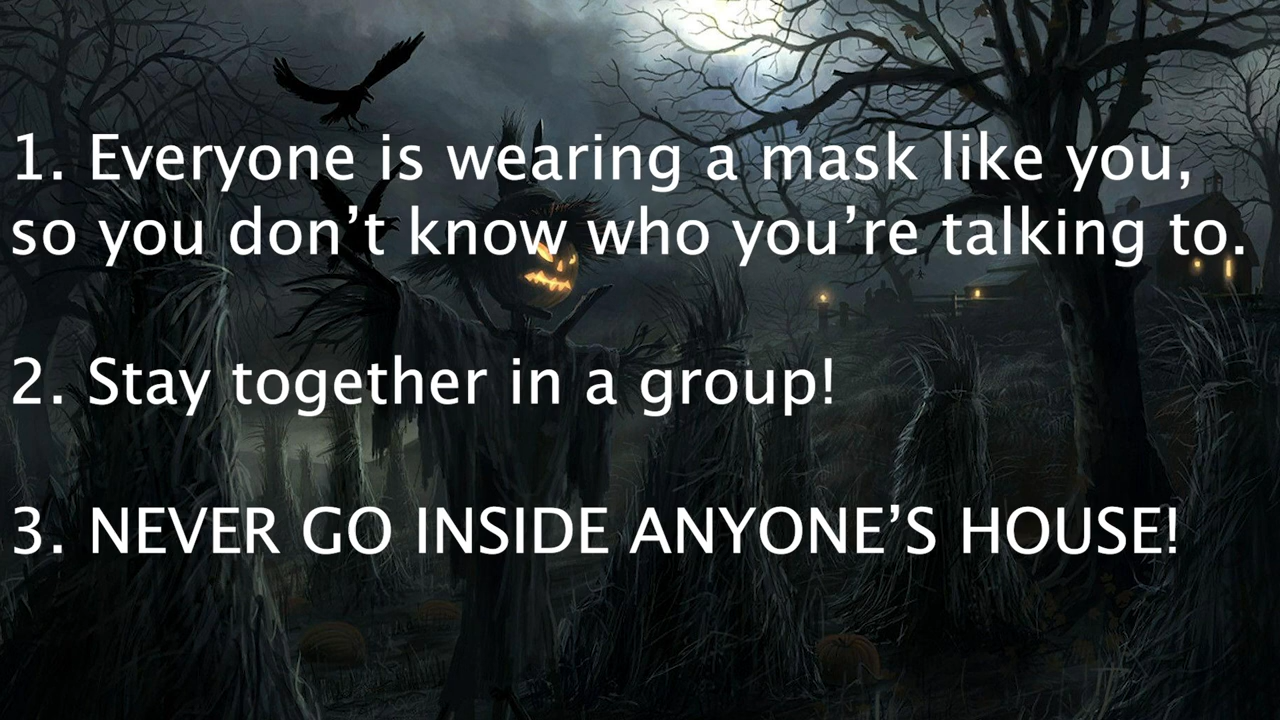 1. Everyone is wearing a mask like you,
so you don’t know who you’re talking to.
2. Stay together in a group!
3. NEVER GO INSIDE ANYONE’S HOUSE!